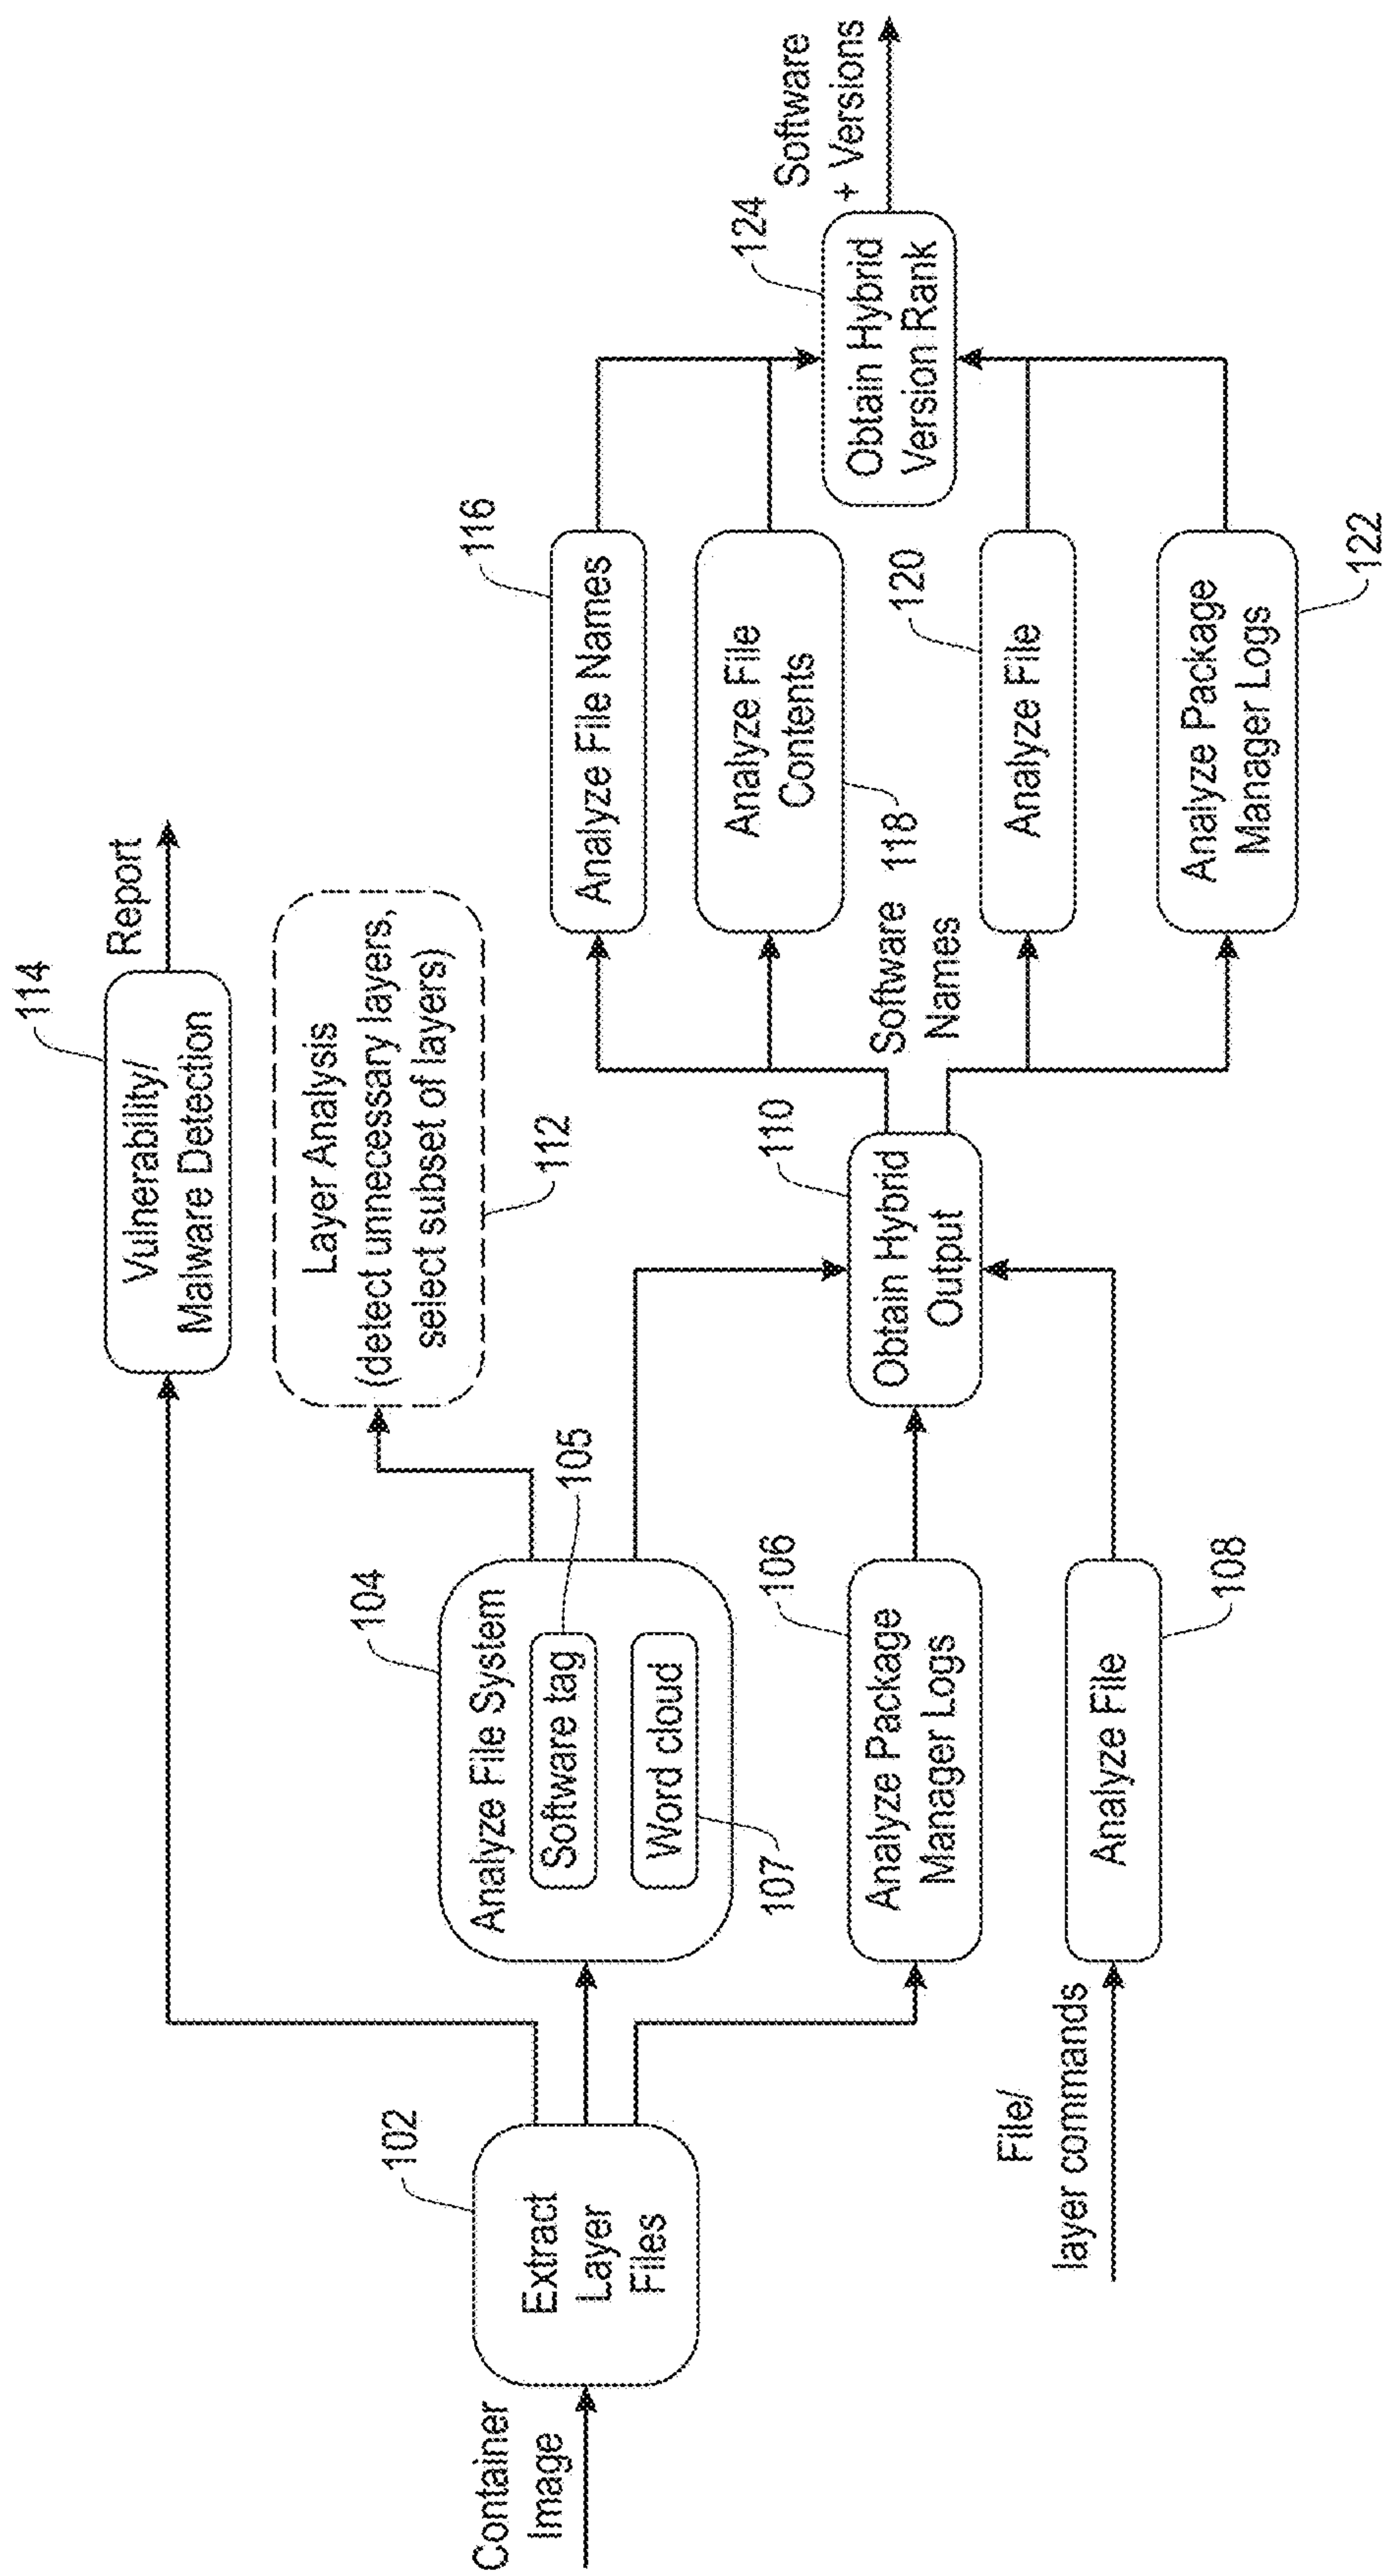 Container
Image
102
Extract
Layer
Files
114
Vulnerability/
Malware Detection
Report
Layer Analysis
(detect unnecessary layers,
select subset of layers)
112
104
Analyze File System
Software tag
105
Word cloud
107
106
Analyze Package
Manager Logs
File/
layer commands
Analyze File
108
110
Obtain Hybrid
Output
Software
Names
116
Analyze File Names
Analyze File
Contents
118
120
Analyze File
Analyze Package
Manager Logs
122
124
Obtain Hybrid
Version Rank
Software
+ Versions